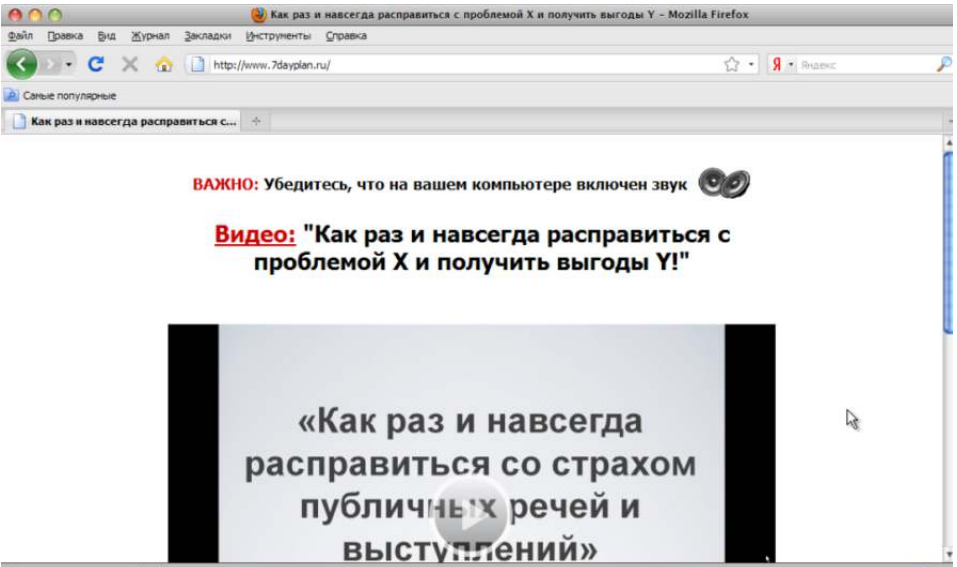 Как раз и навсегда расправиться с проблемой X и получить выгоды Y - Mozilla Firefox
Файл Правка Вид Журнал Закладки Инструменты Справка
http://www.7dayplan.ru/ Я Яндекс
Самые популярные
Как раз и навсегда расправиться с...
ВАЖНО: Убедитесь, что на вашем компьютере включен звук
Видео: "Как раз и навсегда расправиться с
проблемой X и получить выгоды Y!"
«Как раз и навсегда
расправиться со страхом
публичных речей и
выступлений»